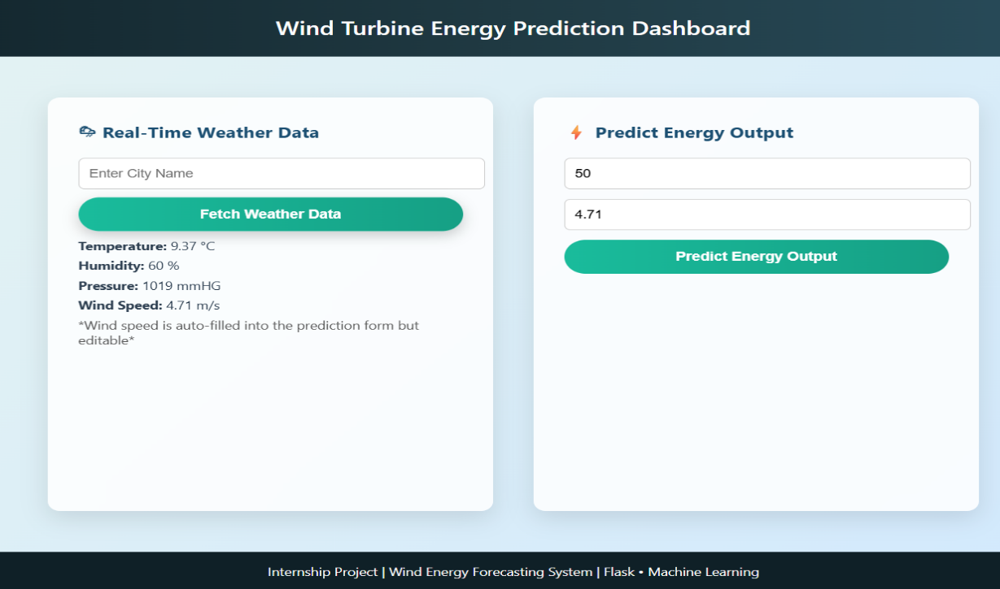 Wind Turbine Energy Prediction Dashboard
Real-Time Weather Data
Enter City Name
Fetch Weather Data
Temperature: 9.37 °C
Humidity: 60 %
Pressure: 1019 mmHG
Wind Speed: 4.71 m/s
*Wind speed is auto-filled into the prediction form but
editable*
Predict Energy Output
50
4.71
Predict Energy Output
Internship Project | Wind Energy Forecasting System | Flask • Machine Learning